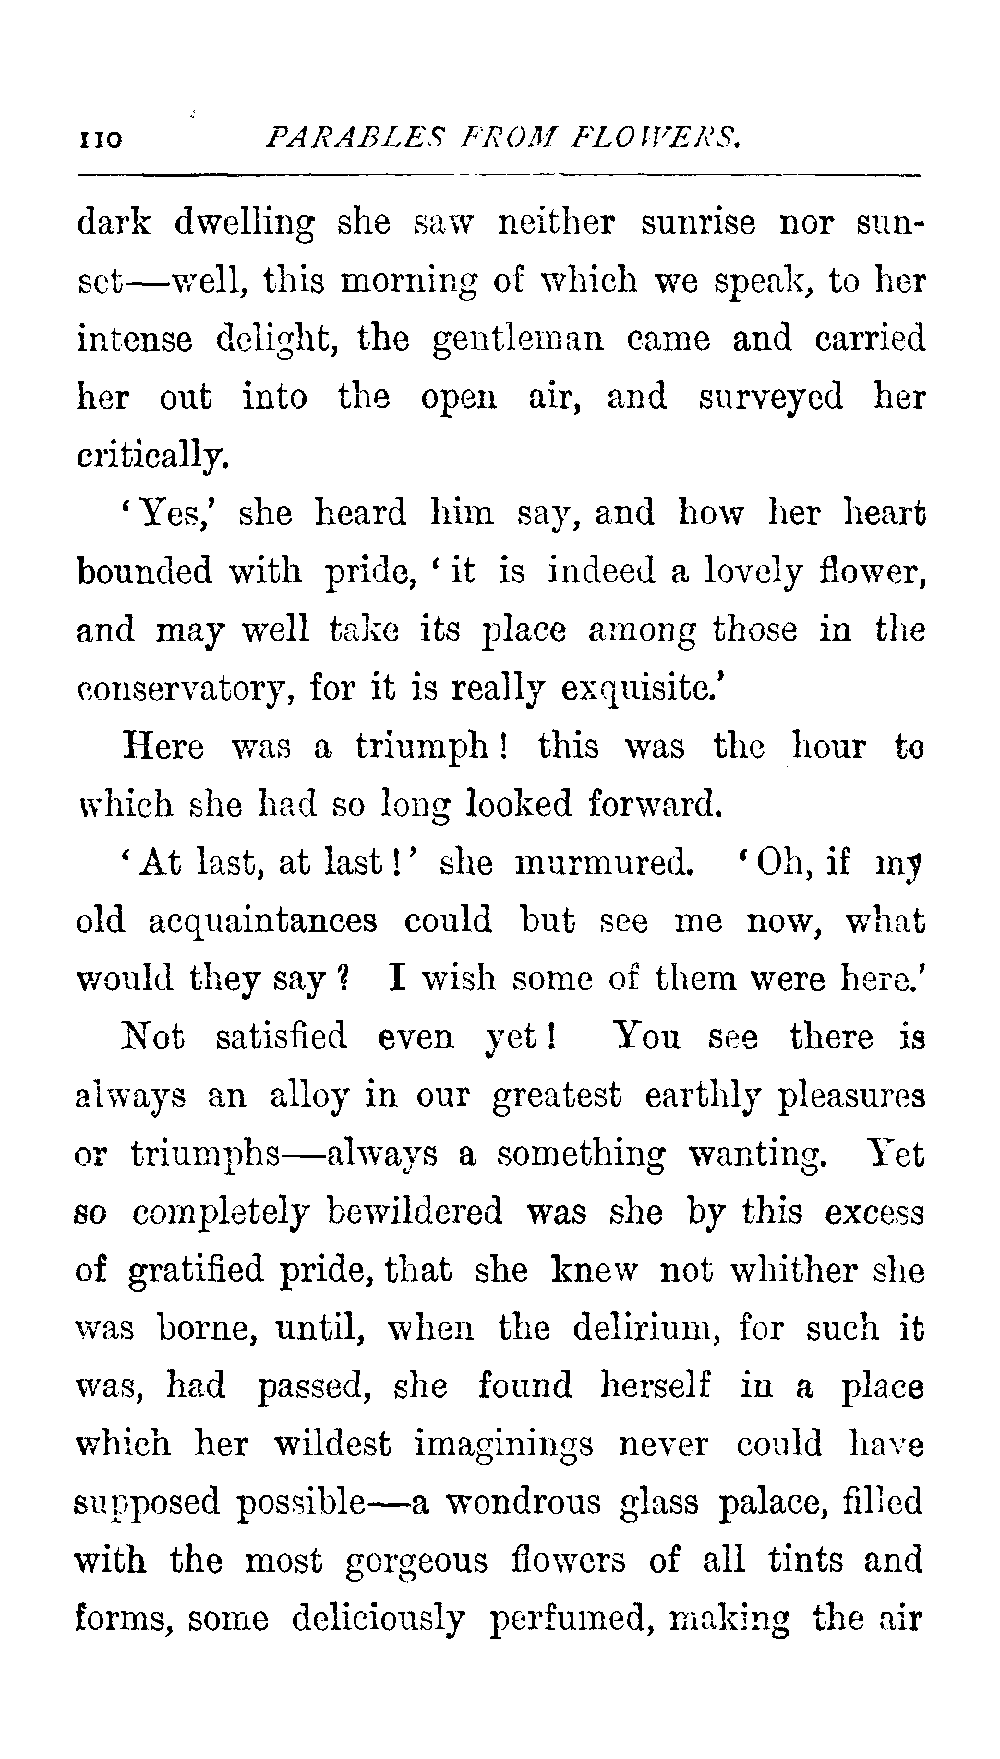 110 PARABLES FROM FLOWERS.
dark dwelling she saw neither sunrise nor sun-
set—well, this morning of which we speak, to her
intense delight, the gentleman came and carried
her out into the open air, and surveyed her
critically.
‘Yes,’ she heard him say, and how her heart
bounded with pride, ‘it is indeed a lovely flower,
and may well take its place among those in the
conservatory, for it is really exquisite.’
Here was a triumph! this was the hour to
which she had so long looked forward.
‘At last, at last!’ she murmured. ‘Oh, if my
old acquaintances could but see me now, what
would they say? I wish some of them were here.’
Not satisfied even yet! You see there is
always an alloy in our greatest earthly pleasures
or triumphs—always a something wanting. Yet
so completely bewildered was she by this excess
of gratified pride, that she knew not whither she
was borne, until, when the delirium, for such it
was, had passed, she found herself in a place
which her wildest imaginings never could have
supposed possible—a wondrous glass palace, filled
with the most gorgeous flowers of all tints and
forms, some deliciously perfumed, making the air